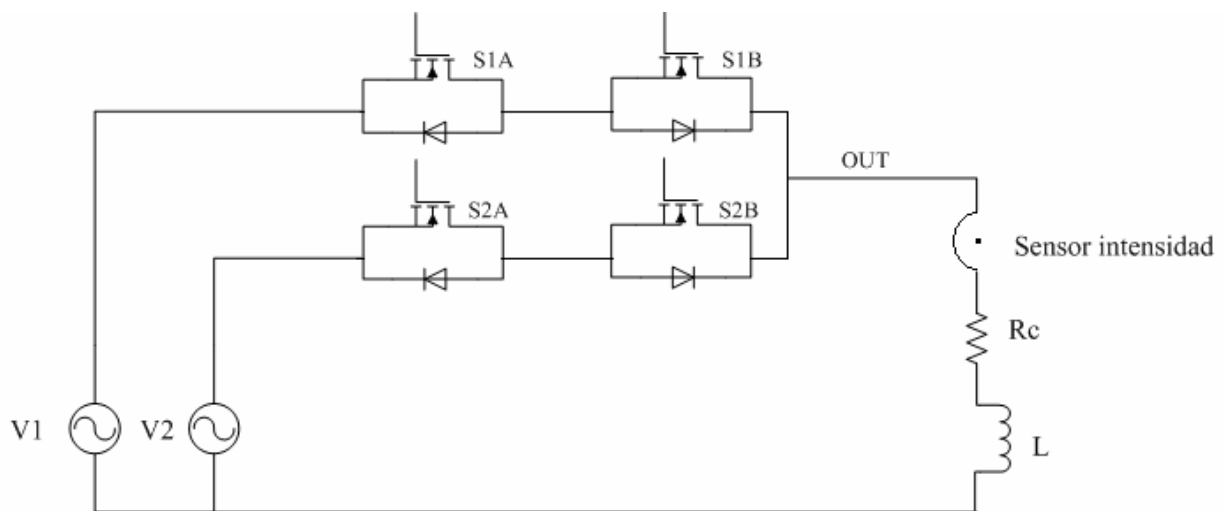 S1A
S1B
S2A
S2B
OUT
Sensor intensidad
Rc
V1
V2
L